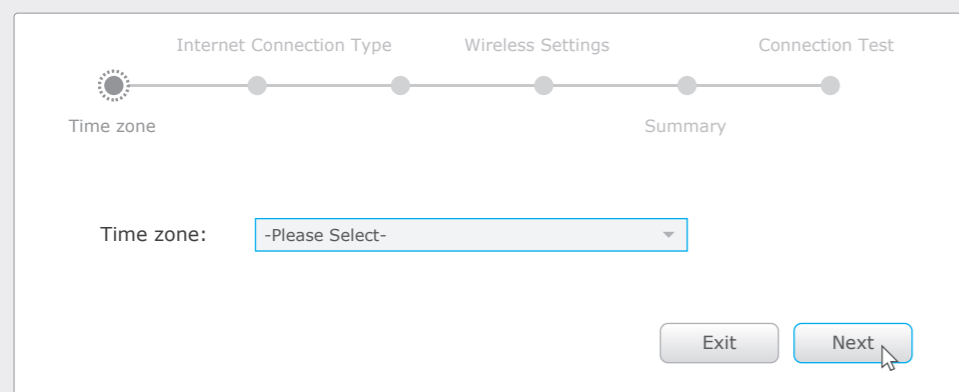 Internet Connection Type
Wireless Settings
Connection Test
Time zone
Summary
Time zone:
-Please Select-
Exit
Next